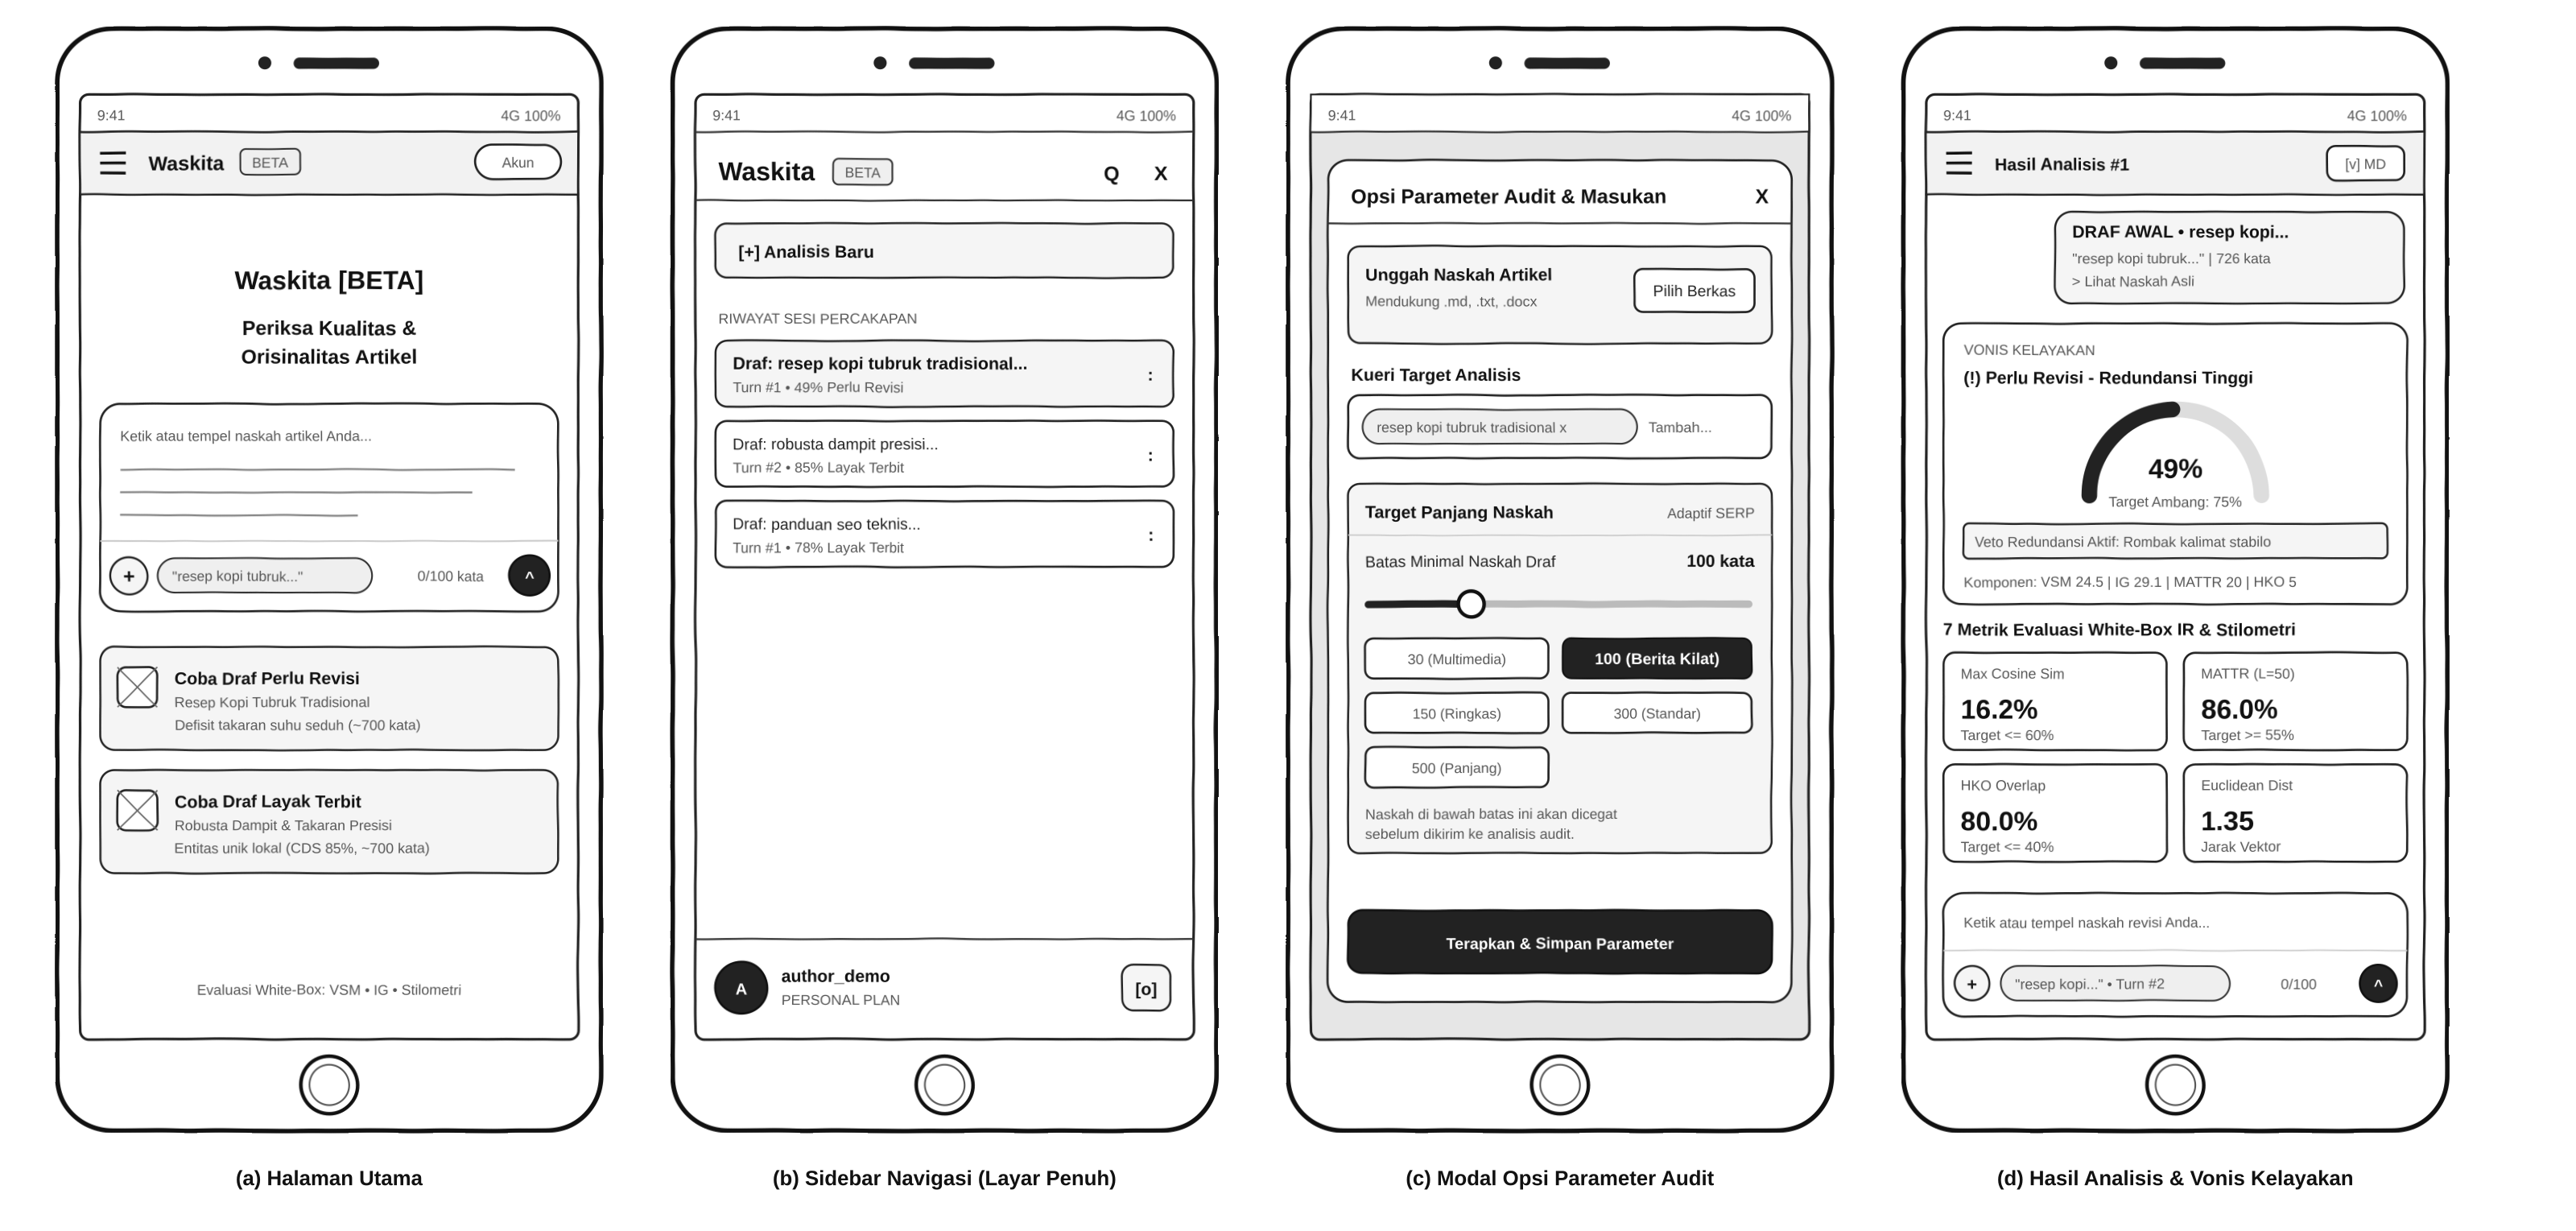 9:41 4G 100%
Waskita BETA Akun
Waskita [BETA]
Periksa Kualitas &
Orisinalitas Artikel
Ketik atau tempel naskah artikel Anda...
+ "resep kopi tubruk..." 0/100 kata ^
Coba Draf Perlu Revisi
Resep Kopi Tubruk Tradisional
Defisit takaran suhu seduh (~700 kata)
Coba Draf Layak Terbit
Robusta Dampit & Takaran Presisi
Entitas unik lokal (CDS 85%, ~700 kata)
Evaluasi White-Box: VSM • IG • Stilometri
(a) Halaman Utama
9:41 4G 100%
Waskita BETA Q X
[+] Analisis Baru
RIWAYAT SESI PERCAKAPAN
Draf: resep kopi tubruk tradisional...
Turn #1 • 49% Perlu Revisi :
Draf: robusta dampit presisi...
Turn #2 • 85% Layak Terbit :
Draf: panduan seo teknis...
Turn #1 • 78% Layak Terbit :
A author_demo
PERSONAL PLAN [o]
(b) Sidebar Navigasi (Layar Penuh)
9:41 4G 100%
Opsi Parameter Audit & Masukan X
Unggah Naskah Artikel
Mendukung .md, .txt, .docx
Pilih Berkas
Kueri Target Analisis
resep kopi tubruk tradisional x Tambah...
Target Panjang Naskah Adaptif SERP
Batas Minimal Naskah Draf 100 kata
30 (Multimedia) 100 (Berita Kilat)
150 (Ringkas) 300 (Standar)
500 (Panjang)
Naskah di bawah batas ini akan dicegat
sebelum dikirim ke analisis audit.
Terapkan & Simpan Parameter
(c) Modal Opsi Parameter Audit
9:41 4G 100%
Hasil Analisis #1 [v] MD
DRAF AWAL • resep kopi...
"resep kopi tubruk..." | 726 kata
> Lihat Naskah Asli
VONIS KELAYAKAN
(!) Perlu Revisi - Redundansi Tinggi
49%
Target Ambang: 75%
Veto Redundansi Aktif: Rombak kalimat stabilo
Komponen: VSM 24.5 | IG 29.1 | MATTR 20 | HKO 5
7 Metrik Evaluasi White-Box IR & Stilometri
Max Cosine Sim
16.2%
Target <= 60%
MATTR (L=50)
86.0%
Target >= 55%
HKO Overlap
80.0%
Target <= 40%
Euclidean Dist
1.35
Jarak Vektor
Ketik atau tempel naskah revisi Anda...
+ "resep kopi..." • Turn #2 0/100 ^
(d) Hasil Analisis & Vonis Kelayakan